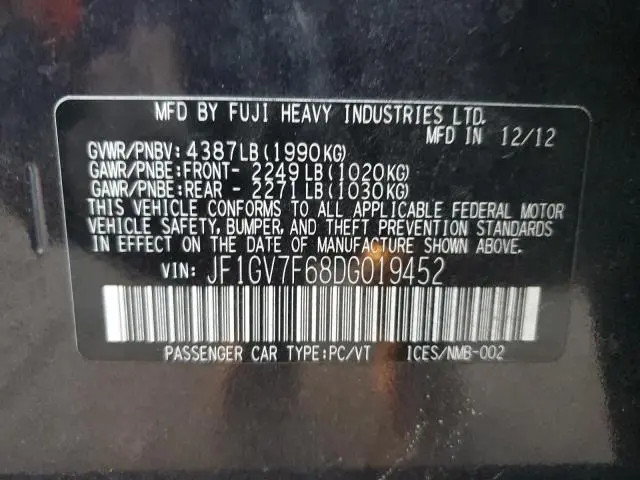 MFD BY FUJI HEAVY INDUSTRIES LTD.
MFD IN 12/12
GVWR/PNBV: 4387LB(1990KG)
GAWR/PNBE:FRONT- 2249LB(1020KG)
GAWR/PNBE:REAR - 2271LB(1030KG)
THIS VEHICLE CONFORMS TO ALL APPLICABLE FEDERAL MOTOR
VEHICLE SAFETY, BUMPER, AND THEFT PREVENTION STANDARDS
IN EFFECT ON THE DATE OF MANUFACTURE SHOWN ABOVE.
VIN: JF1GV7F68DG019452
PASSENGER CAR TYPE:PC/VT ICES/NMB-002